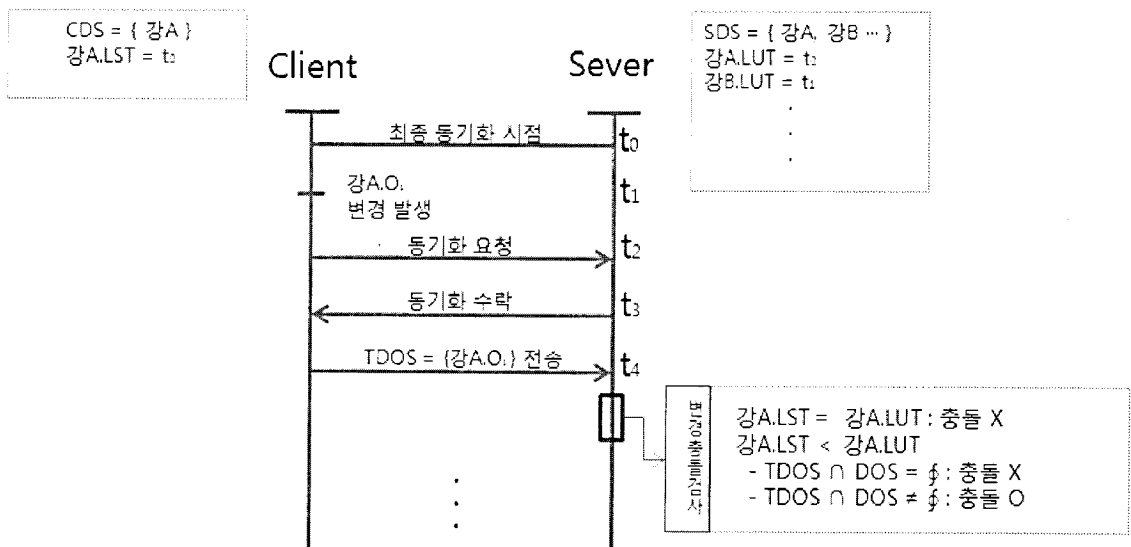 CDS = { 강A }
강A.LST = t₂
SDS = { 강A, 강B ··· }
강A.LUT = t₂
강B.LUT = t₁
Client
Sever
최종 동기화 시점
t₀
강A.Oᵢ
변경 발생
t₁
동기화 요청
t₂
동기화 수락
t₃
TDOS = {강A.Oᵢ} 전송
t₄
변경충돌검사
강A.LST = 강A.LUT : 충돌 X
강A.LST < 강A.LUT
- TDOS ∩ DOS = ∮ : 충돌 X
- TDOS ∩ DOS ≠ ∮ : 충돌 O